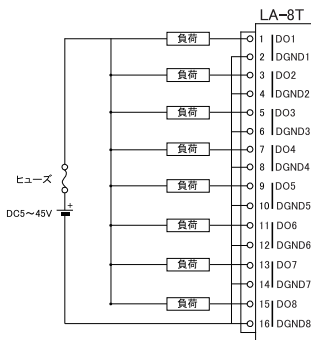 LA-8T
負荷 1 DO1
2 DGND1
負荷 3 DO2
4 DGND2
負荷 5 DO3
6 DGND3
負荷 7 DO4
8 DGND4
ヒューズ
負荷 9 DO5
+
DC5～45V
10 DGND5
負荷 11 DO6
12 DGND6
負荷 13 DO7
14 DGND7
負荷 15 DO8
16 DGND8